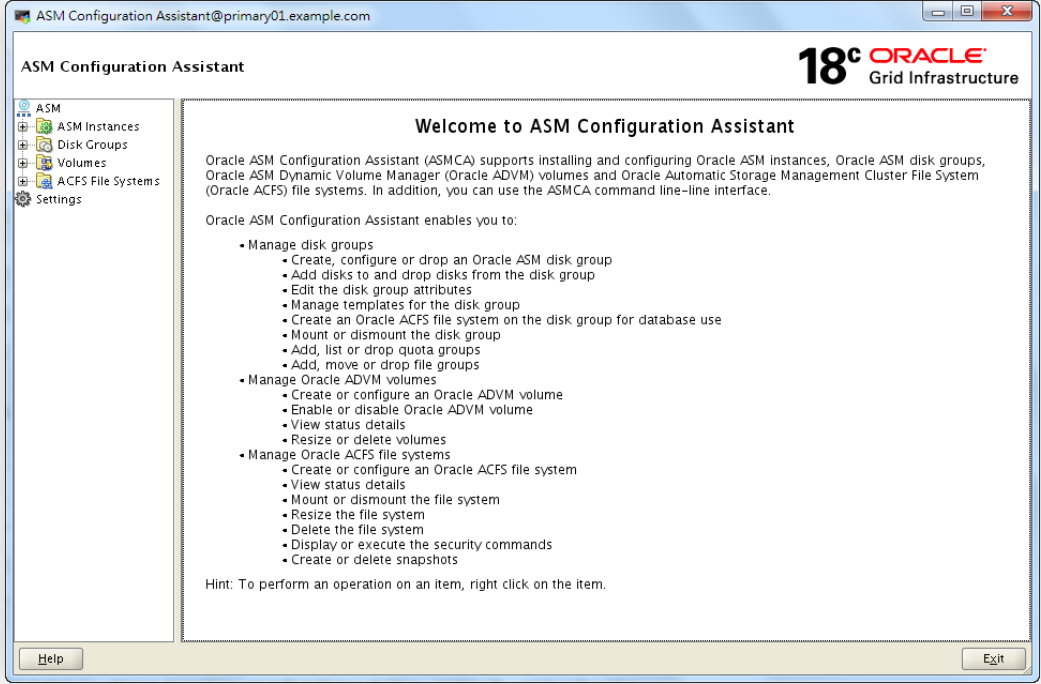 ASM Configuration Assistant@primary01.example.com
ASM Configuration Assistant
18c ORACLE
Grid Infrastructure
ASM
ASM Instances
Disk Groups
Volumes
ACFS File Systems
Settings
Welcome to ASM Configuration Assistant
Oracle ASM Configuration Assistant (ASMCA) supports installing and configuring Oracle ASM instances, Oracle ASM disk groups,
Oracle ASM Dynamic Volume Manager (Oracle ADVM) volumes and Oracle Automatic Storage Management Cluster File System
(Oracle ACFS) file systems. In addition, you can use the ASMCA command line-line interface.
Oracle ASM Configuration Assistant enables you to:
• Manage disk groups
• Create, configure or drop an Oracle ASM disk group
• Add disks to and drop disks from the disk group
• Edit the disk group attributes
• Manage templates for the disk group
• Create an Oracle ACFS file system on the disk group for database use
• Mount or dismount the disk group
• Add, list or drop quota groups
• Add, move or drop file groups
• Manage Oracle ADVM volumes
• Create or configure an Oracle ADVM volume
• Enable or disable Oracle ADVM volume
• View status details
• Resize or delete volumes
• Manage Oracle ACFS file systems
• Create or configure an Oracle ACFS file system
• View status details
• Mount or dismount the file system
• Resize the file system
• Delete the file system
• Display or execute the security commands
• Create or delete snapshots
Hint: To perform an operation on an item, right click on the item.
Help
Exit